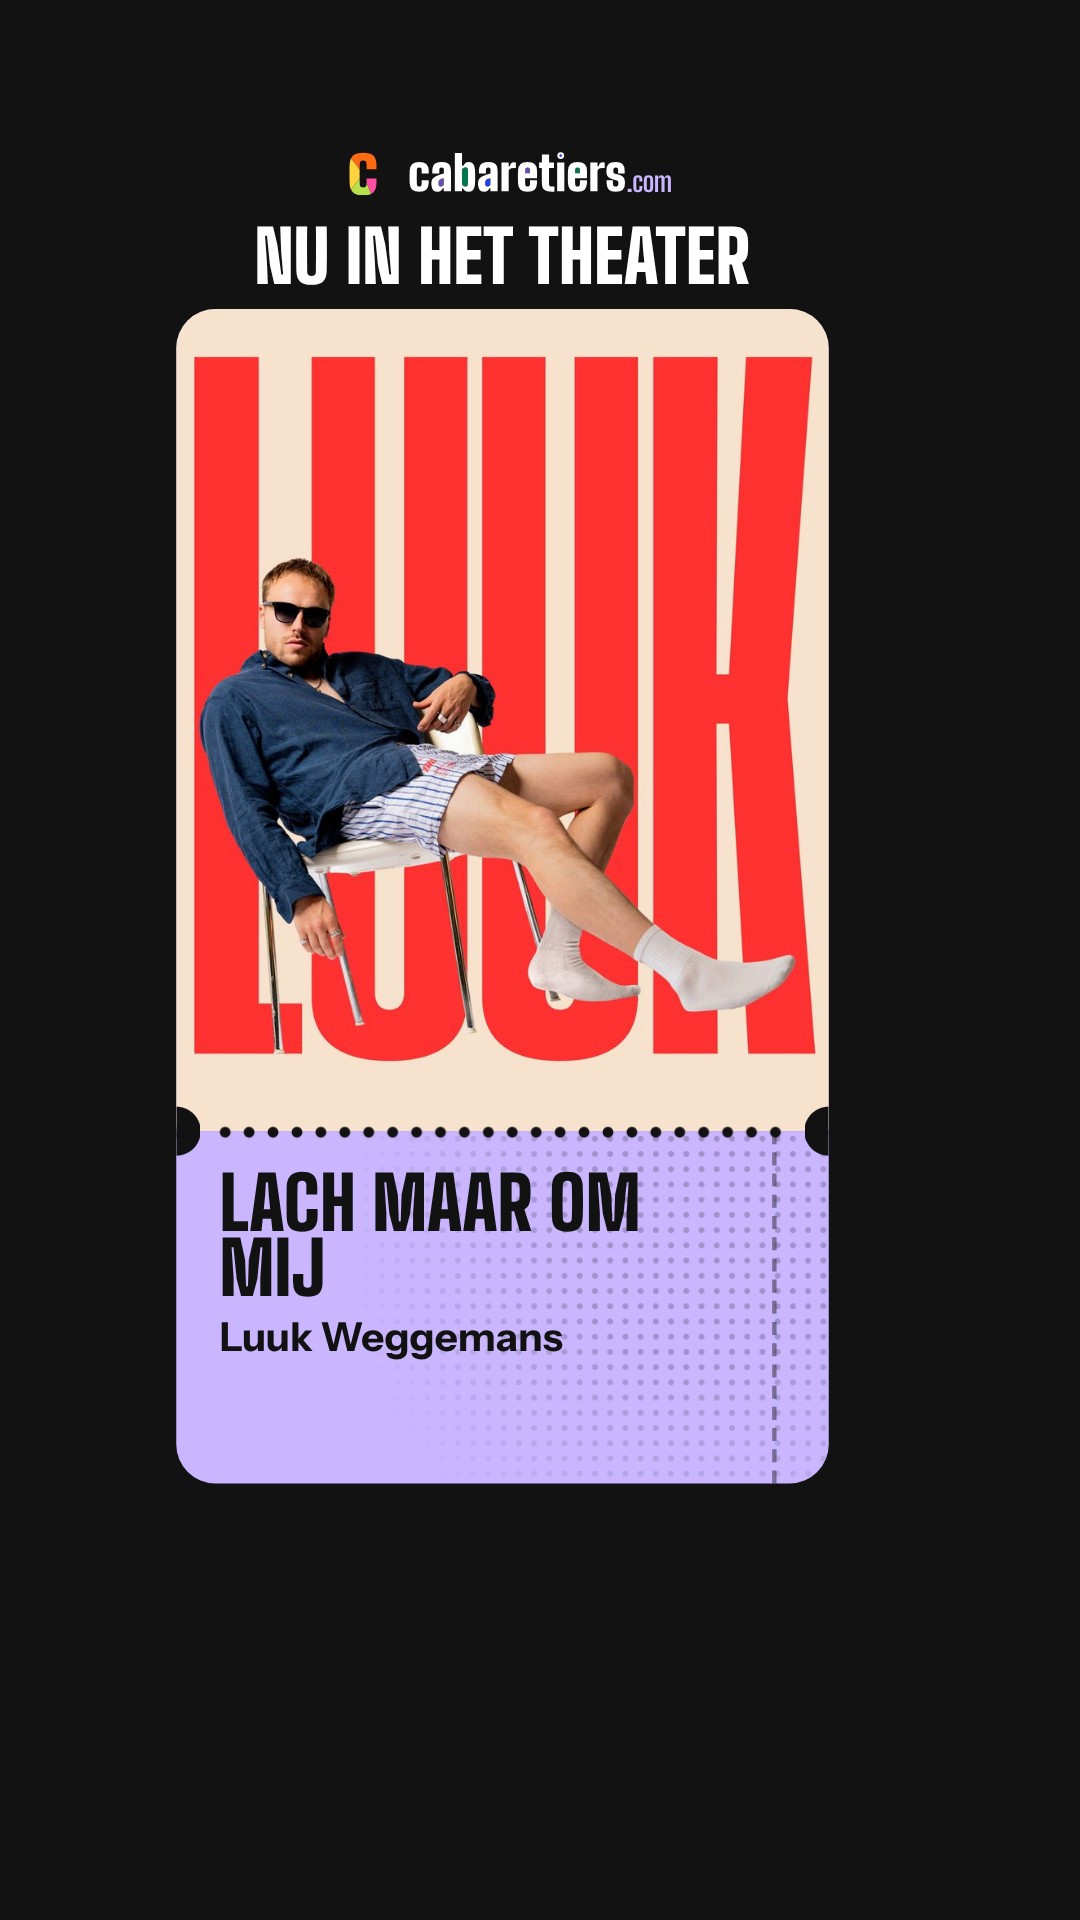 C cabaretiers.com
NU IN HET THEATER
LUUK
LACH MAAR OM
MIJ
Luuk Weggemans